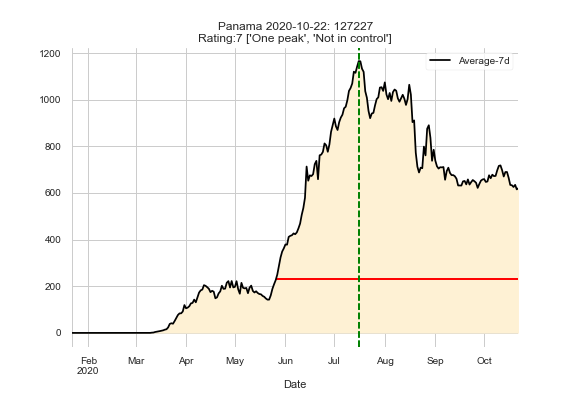 Panama 2020-10-22: 127227
Rating:7 ['One peak', 'Not in control']
Average-7d
1200
1000
800
600
400
200
0
Feb Mar Apr May Jun Jul Aug Sep Oct
2020
Date